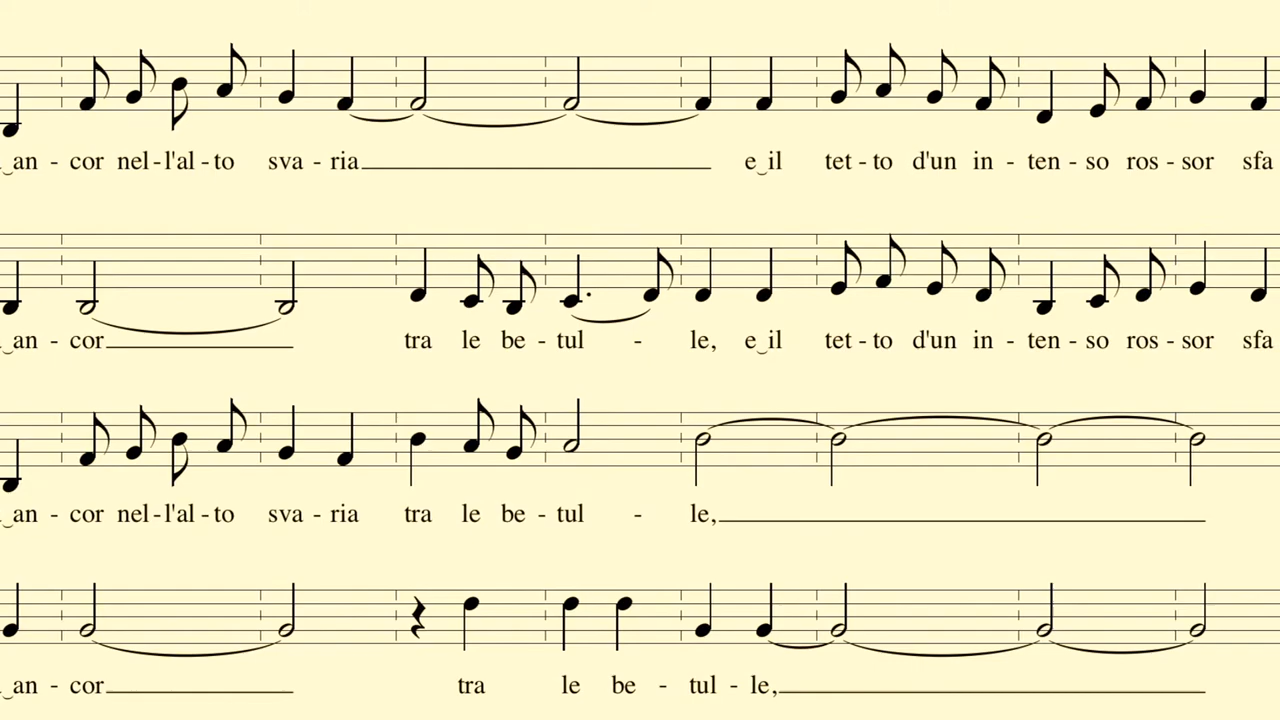 ‿an - cor nel-l'al-to sva - ria e‿il tet-to d'un in - ten-so ros-sor sfa
‿an - cor tra le be-tul - le, e‿il tet-to d'un in - ten-so ros-sor sfa
‿an - cor nel-l'al-to sva - ria tra le be-tul - le,
‿an - cor tra le be - tul - le,